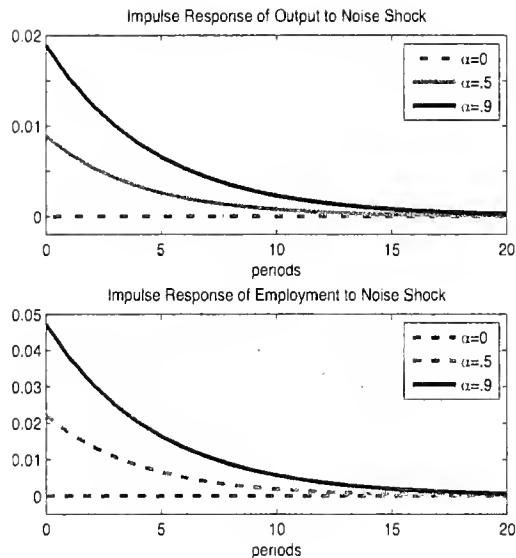 Impulse Response of Output to Noise Shock
0.02
0.01
0
α=0
α=.5
α=.9
0 5 10 15 20
periods
Impulse Response of Employment to Noise Shock
0.05
0.04
0.03
0.02
0.01
0
α=0
α=.5
α=.9
0 5 10 15 20
periods